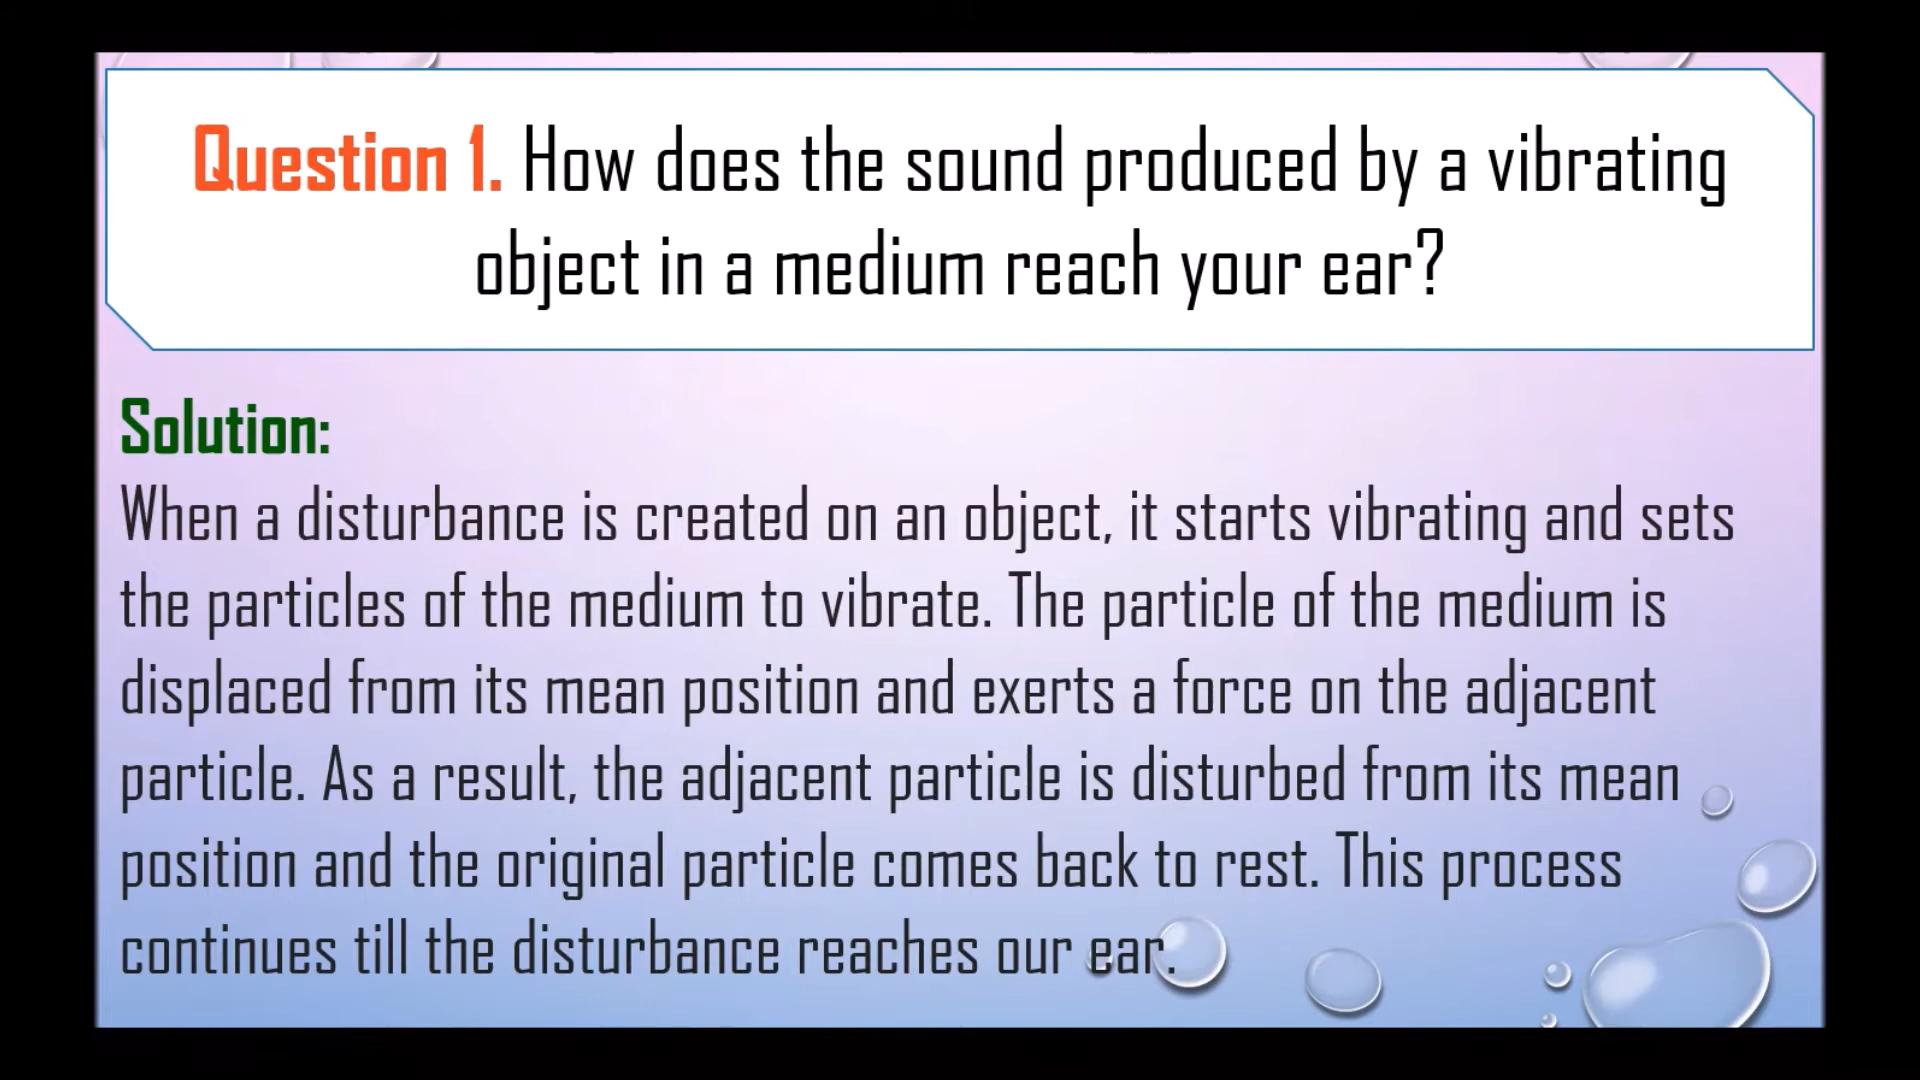 Question 1. How does the sound produced by a vibrating
object in a medium reach your ear?
Solution:
When a disturbance is created on an object, it starts vibrating and sets
the particles of the medium to vibrate. The particle of the medium is
displaced from its mean position and exerts a force on the adjacent
particle. As a result, the adjacent particle is disturbed from its mean
position and the original particle comes back to rest. This process
continues till the disturbance reaches our ear.